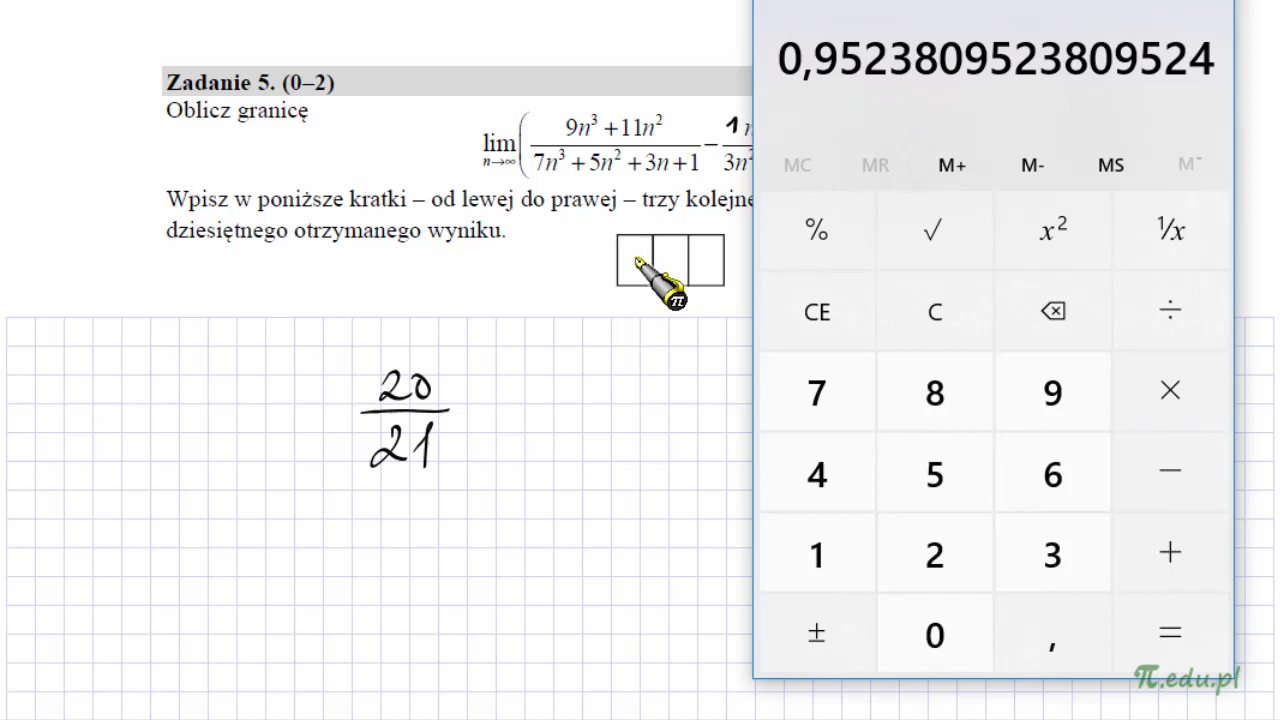 Zadanie 5. (0–2)
Oblicz granicę
lim n→∞ ( 9n³ + 11n² / 7n³ + 5n² + 3n + 1 − 1n / 3n²
Wpisz w poniższe kratki – od lewej do prawej – trzy kolejne
dziesiętnego otrzymanego wyniku.
π
20
21
0,9523809523809524
MC MR M+ M- MS M˅
% √ x² ¹/x
CE C ⌫ ÷
7 8 9 ×
4 5 6 −
1 2 3 +
± 0 , =
π.edu.pl